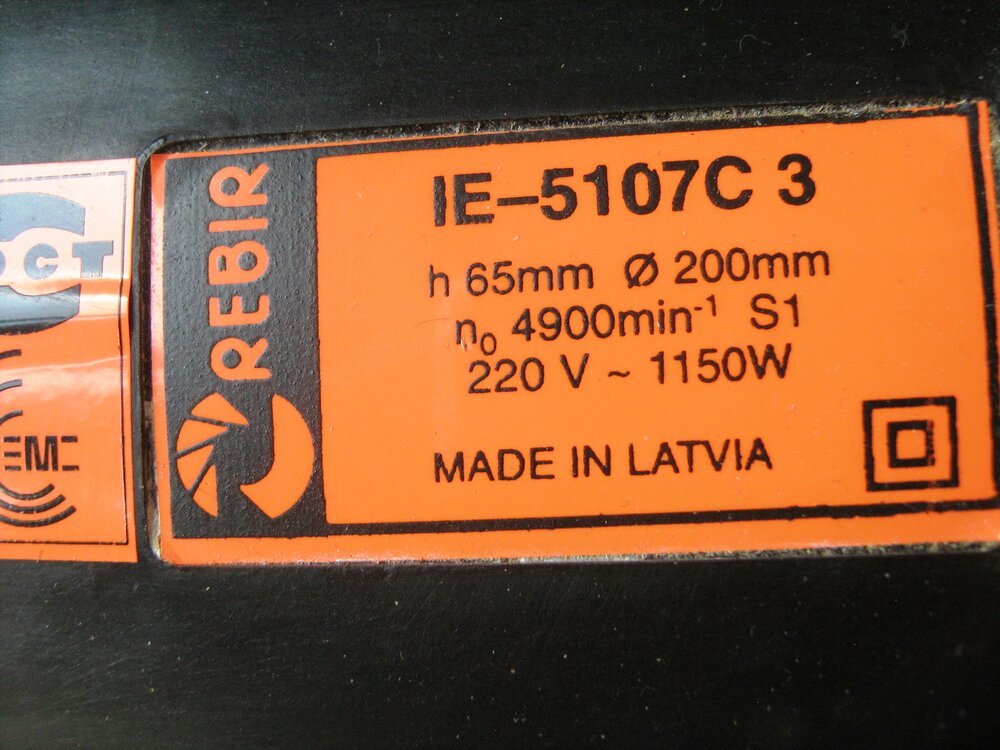 REBIR
IE–5107C 3
h 65mm Ø 200mm
n₀ 4900min⁻¹ S1
220 V ~ 1150W
MADE IN LATVIA
EMC